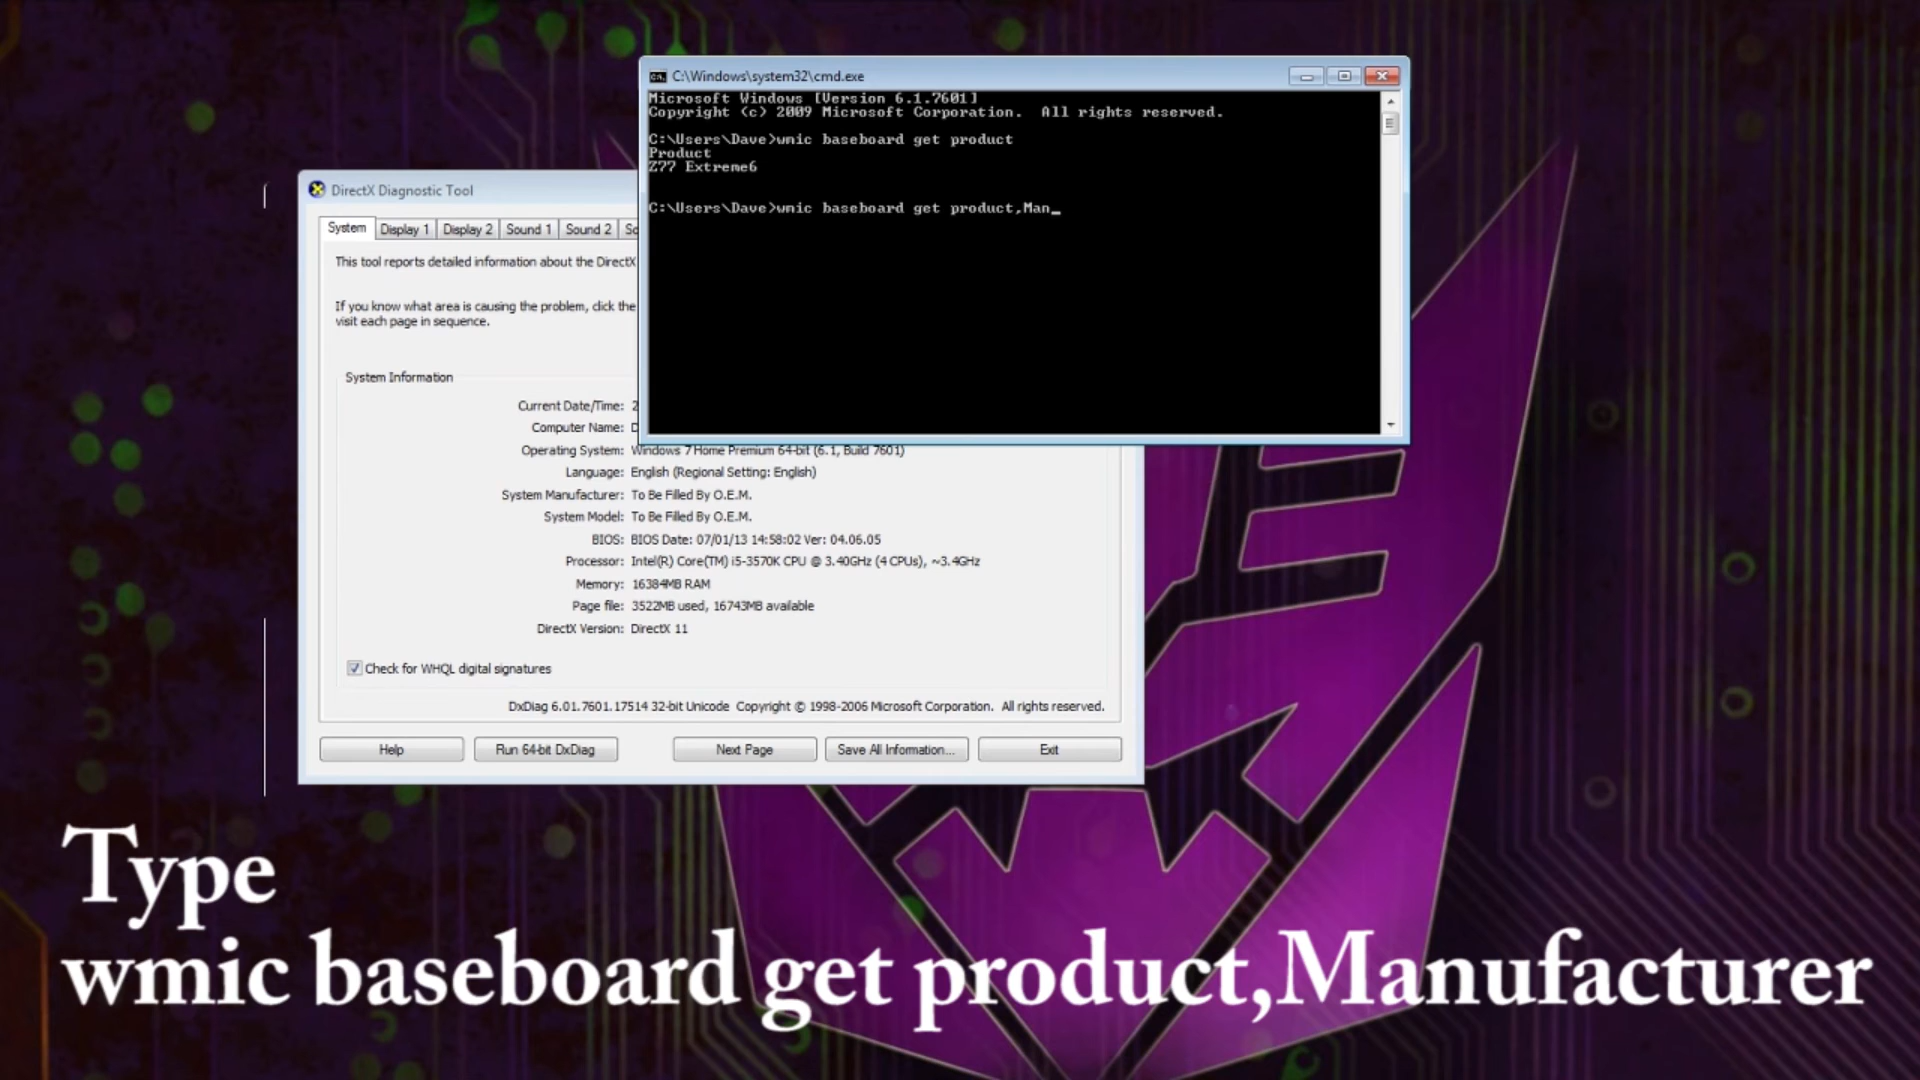 C:\Windows\system32\cmd.exe
Microsoft Windows [Version 6.1.7601]
Copyright (c) 2009 Microsoft Corporation.  All rights reserved.
C:\Users\Dave>wmic baseboard get product
Product
Z77 Extreme6
C:\Users\Dave>wmic baseboard get product,Man_
DirectX Diagnostic Tool
System Display 1 Display 2 Sound 1 Sound 2 So
This tool reports detailed information about the DirectX
If you know what area is causing the problem, click the
visit each page in sequence.
System Information
Current Date/Time: 2
Computer Name: D
Operating System: Windows 7 Home Premium 64-bit (6.1, Build 7601)
Language: English (Regional Setting: English)
System Manufacturer: To Be Filled By O.E.M.
System Model: To Be Filled By O.E.M.
BIOS: BIOS Date: 07/01/13 14:58:02 Ver: 04.06.05
Processor: Intel(R) Core(TM) i5-3570K CPU @ 3.40GHz (4 CPUs), ~3.4GHz
Memory: 16384MB RAM
Page file: 3522MB used, 16743MB available
DirectX Version: DirectX 11
Check for WHQL digital signatures
DxDiag 6.01.7601.17514 32-bit Unicode  Copyright © 1998-2006 Microsoft Corporation.  All rights reserved.
Help Run 64-bit DxDiag Next Page Save All Information... Exit
Type
wmic baseboard get product,Manufacturer